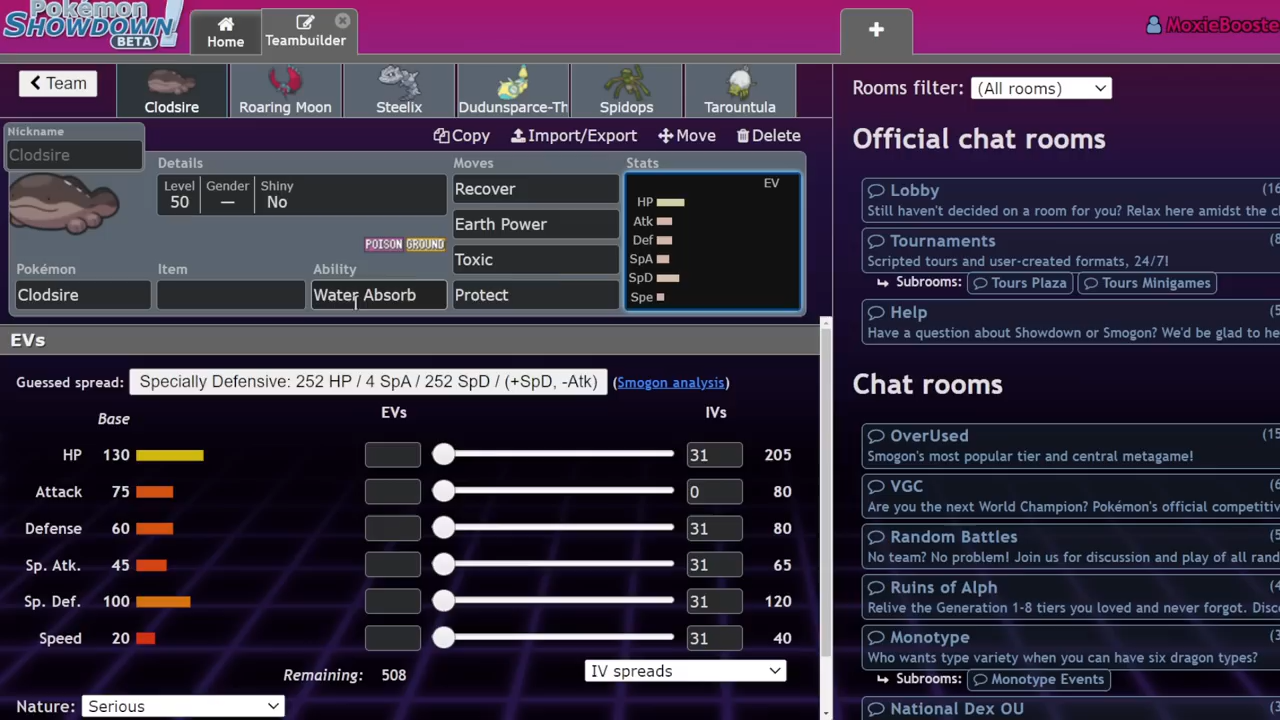 Pokémon
SHOWDOWN!
BETA
Home
Teambuilder
MoxieBooste
Team
Clodsire
Roaring Moon
Steelix
Dudunsparce-Th
Spidops
Tarountula
Rooms filter:
(All rooms)
Copy
Import/Export
Move
Delete
Nickname
Clodsire
Details
Level
50
Gender
—
Shiny
No
POISON GROUND
Pokémon
Clodsire
Item
Ability
Water Absorb
Moves
Recover
Earth Power
Toxic
Protect
Stats
EV
HP
Atk
Def
SpA
SpD
Spe
EVs
Guessed spread:
Specially Defensive: 252 HP / 4 SpA / 252 SpD / (+SpD, -Atk)
(Smogon analysis)
Base
EVs
IVs
HP 130 31 205
Attack 75 0 80
Defense 60 31 80
Sp. Atk. 45 31 65
Sp. Def. 100 31 120
Speed 20 31 40
Remaining: 508
IV spreads
Nature: Serious
Official chat rooms
Lobby
(16
Still haven't decided on a room for you? Relax here amidst the c
Tournaments
(8
Scripted tours and user-created formats, 24/7!
Subrooms: Tours Plaza Tours Minigames
Help
(5
Have a question about Showdown or Smogon? We'd be glad to he
Chat rooms
OverUsed
(15
Smogon's most popular tier and central metagame!
VGC
(6
Are you the next World Champion? Pokémon's official competitiv
Random Battles
(5
No team? No problem! Join us for discussion and play of all rand
Ruins of Alph
(4
Relive the Generation 1-8 tiers you loved and never forgot. Disc
Monotype
(3
Who wants type variety when you can have six dragon types?
Subrooms: Monotype Events
National Dex OU
(3